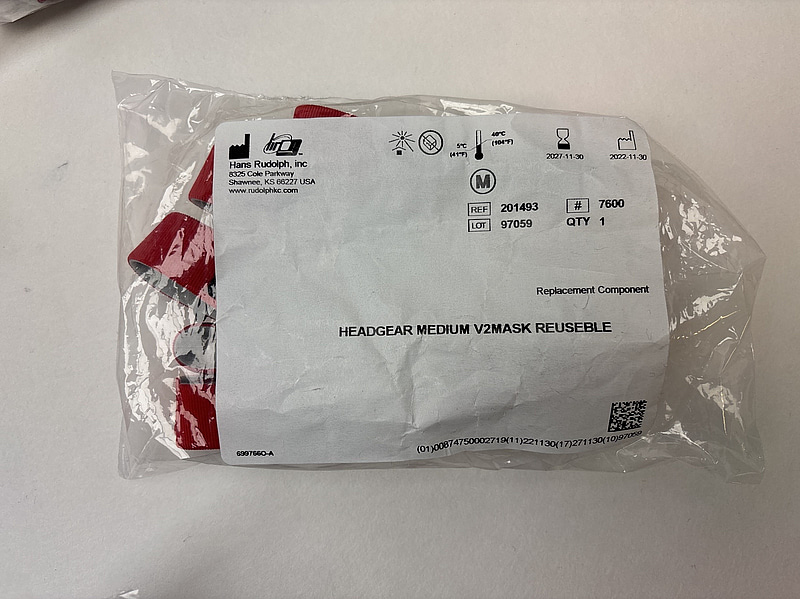 Hans Rudolph, inc
8325 Cole Parkway
Shawnee, KS 66227 USA
www.rudolphkc.com
5°C
(41°F)
40°C
(104°F)
2027-11-30
2022-11-30
M
REF 201493
# 7600
LOT 97059
QTY 1
Replacement Component
HEADGEAR MEDIUM V2MASK REUSEBLE
699766O-A
(01)00874750002719(11)221130(17)271130(10)97059